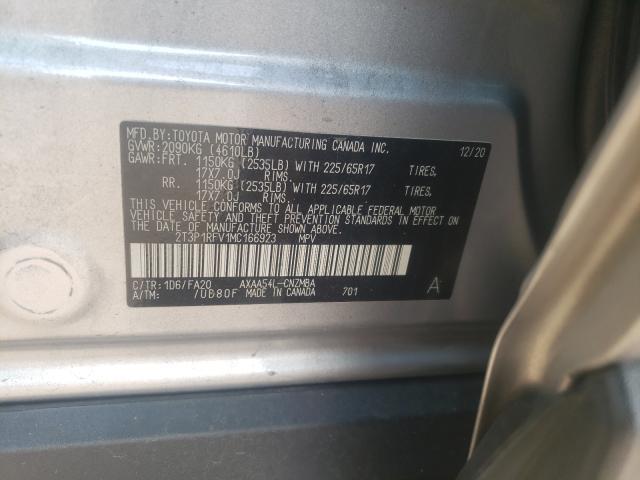 MFD.BY:TOYOTA MOTOR MANUFACTURING CANADA INC.
GVWR:2090KG (4610LB) 12/20
GAWR:FRT. 1150KG (2535LB) WITH 225/65R17 TIRES,
17X7.0J RIMS.
RR. 1150KG (2535LB) WITH 225/65R17 TIRES,
17X7.0J RIMS.
THIS VEHICLE CONFORMS TO ALL APPLICABLE FEDERAL MOTOR
VEHICLE SAFETY AND THEFT PREVENTION STANDARDS IN EFFECT
ON THE DATE OF MANUFACTURE SHOWN ABOVE.
2T3P1RFV1MC166923 MPV
C/TR:1D6/FA20 AXAA54L-CNZMBA A
A/TM: /UB80F MADE IN CANADA 701